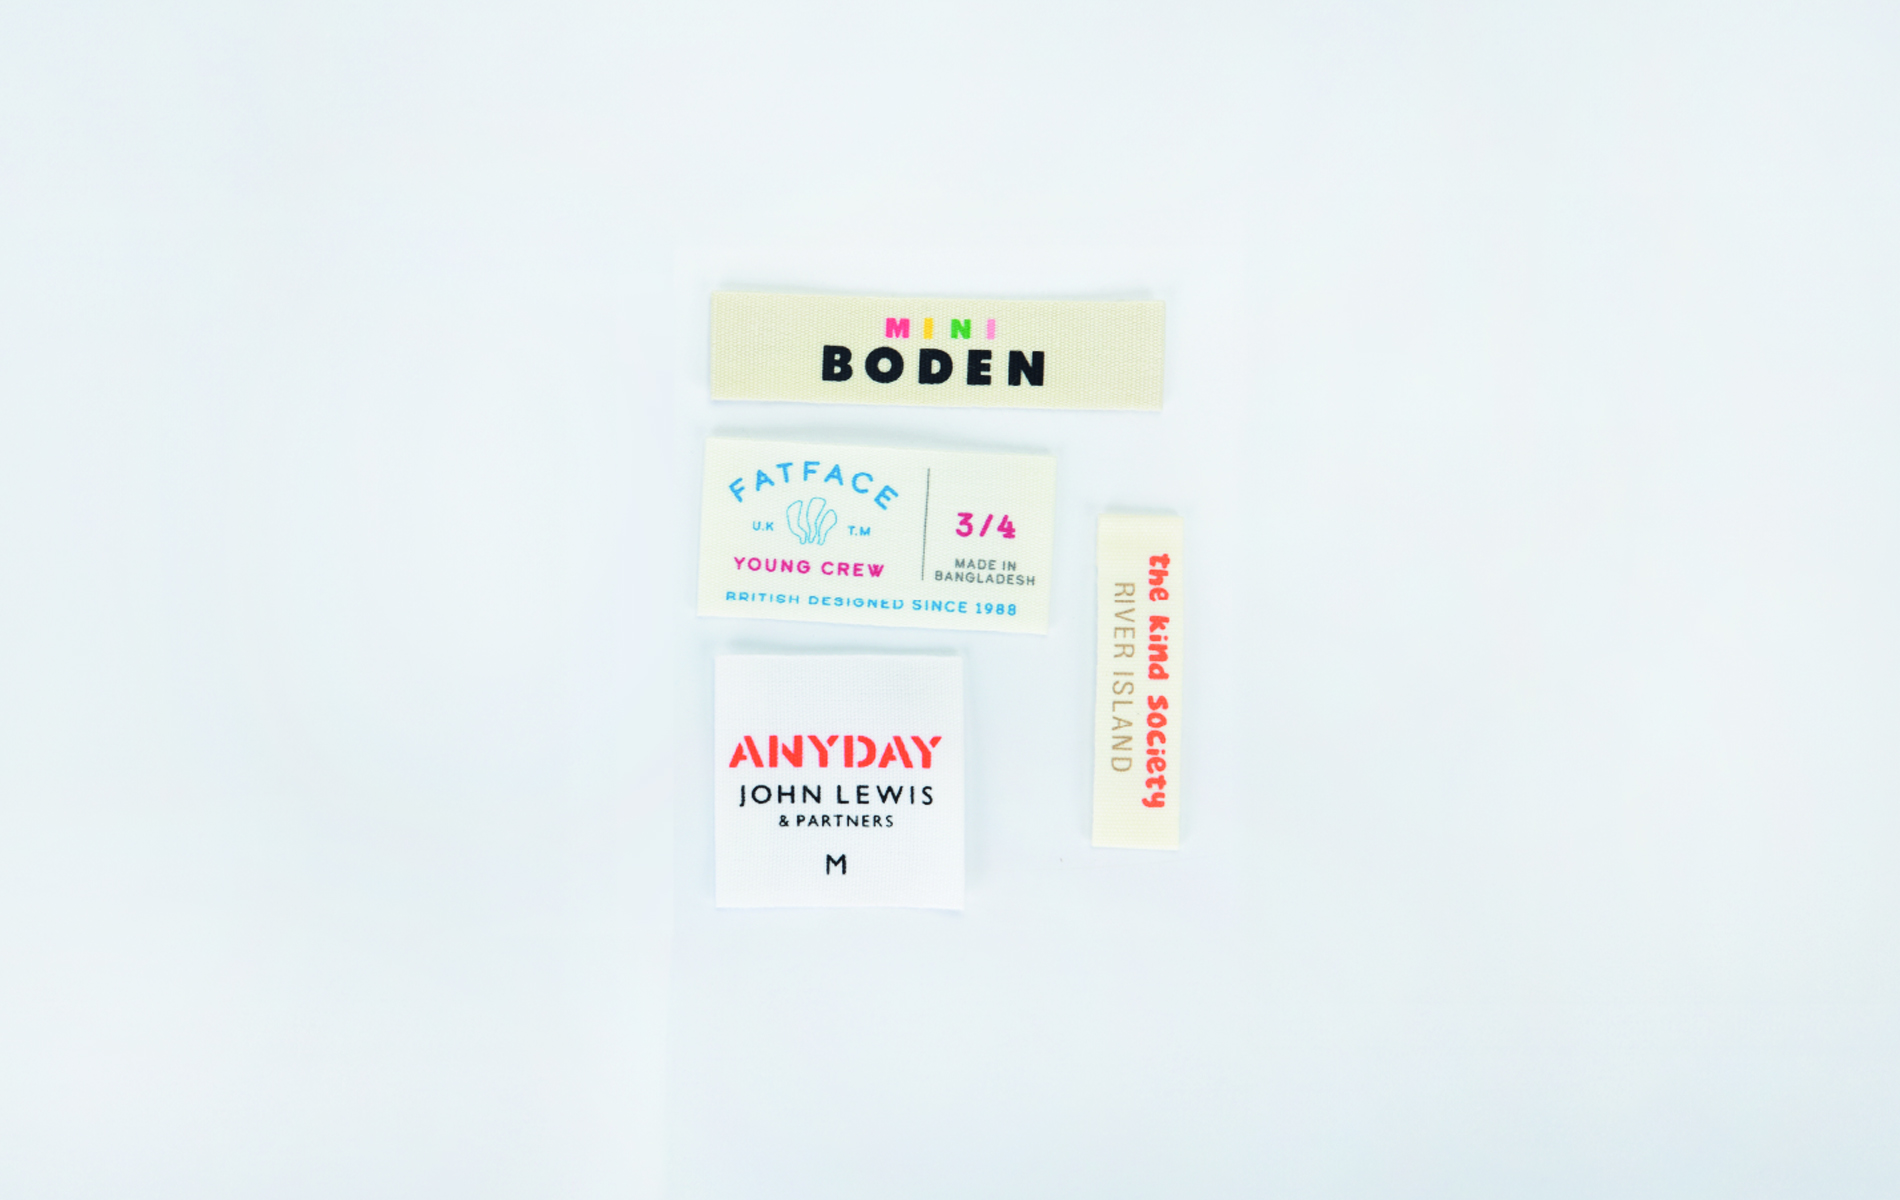 MINI
BODEN
FATFACE
U.K T.M
YOUNG CREW
BRITISH DESIGNED SINCE 1988
3/4
MADE IN
BANGLADESH
the kind society
RIVER ISLAND
ANYDAY
JOHN LEWIS
& PARTNERS
M